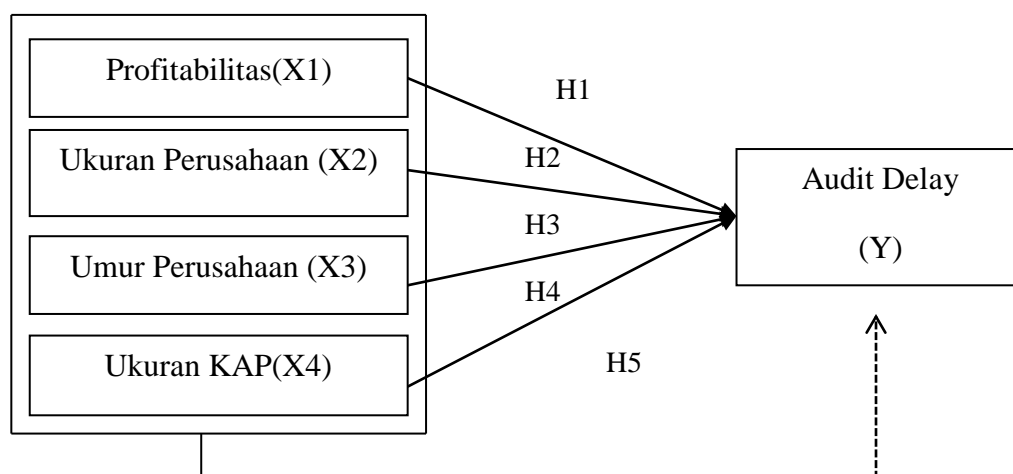 Profitabilitas(X1)
H1
Ukuran Perusahaan (X2)
H2
Audit Delay
(Y)
H3
Umur Perusahaan (X3)
H4
Ukuran KAP(X4)
H5